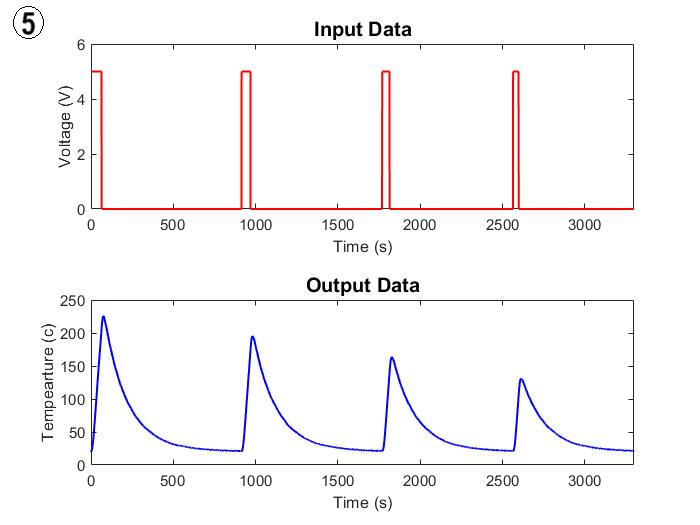 5
Input Data
6
4
2
0
Voltage (V)
0 500 1000 1500 2000 2500 3000
Time (s)
Output Data
250
200
150
100
50
0
Tempearture (c)
0 500 1000 1500 2000 2500 3000
Time (s)